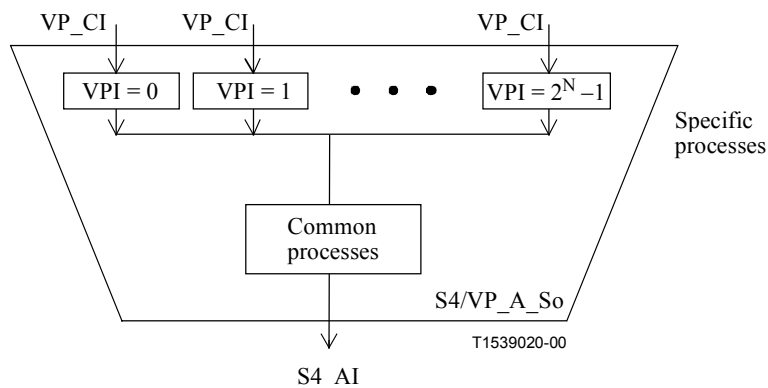 VP_CI VP_CI VP_CI
VPI = 0 VPI = 1 • • • VPI = 2^N –1
Specific
processes
Common
processes
S4/VP_A_So
T1539020-00
S4_AI